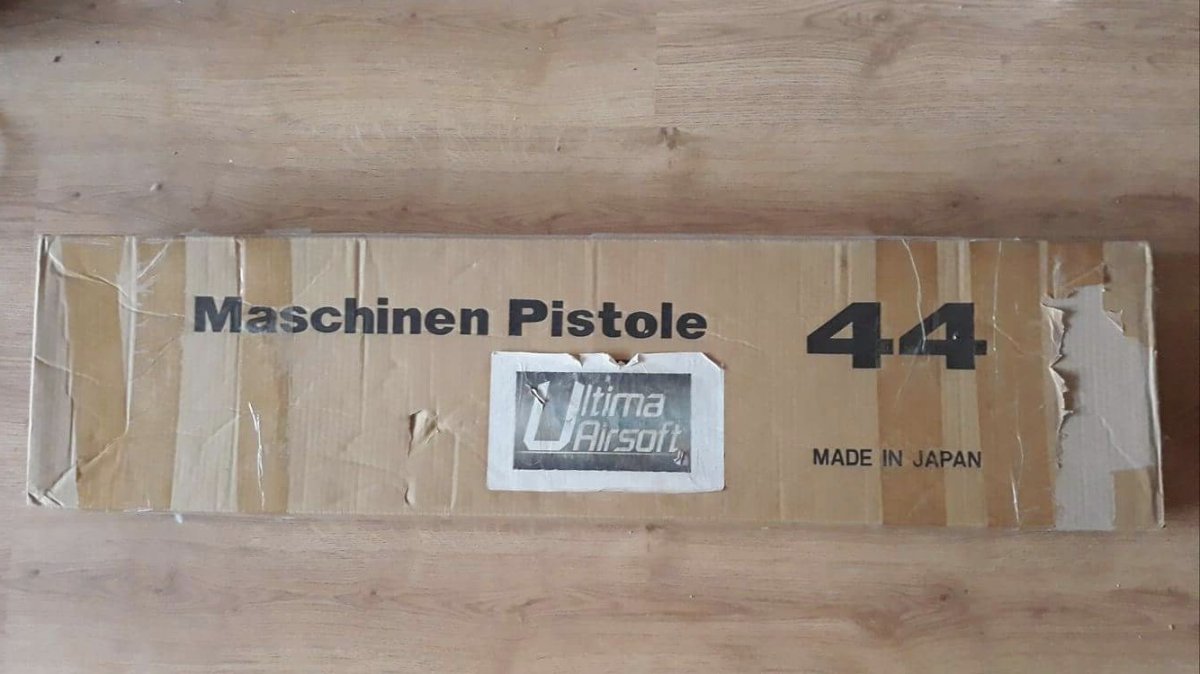 Maschinen Pistole 44
Ultima
Airsoft
MADE IN JAPAN